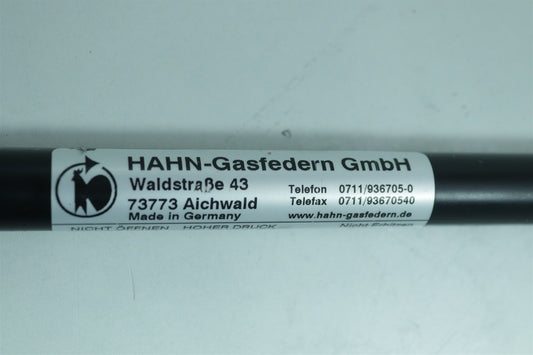 HAHN-Gasfedern GmbH
Waldstraße 43
Telefon 0711/936705-0
73773 Aichwald
Telefax 0711/93670540
Made in Germany
www.hahn-gasfedern.de
NICHT ÖFFNEN HOHER DRUCK
Nicht Erhitzen